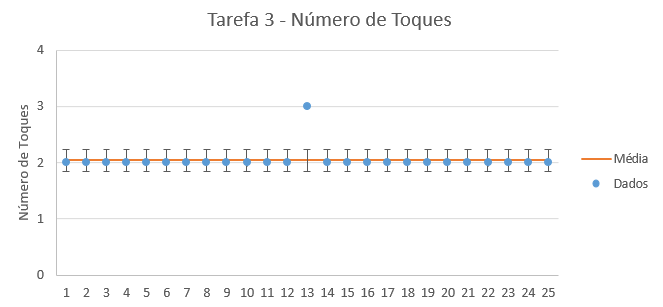 Tarefa 3 - Número de Toques
4
3
2
1
0
Número de Toques
1 2 3 4 5 6 7 8 9 10 11 12 13 14 15 16 17 18 19 20 21 22 23 24 25
Média
Dados